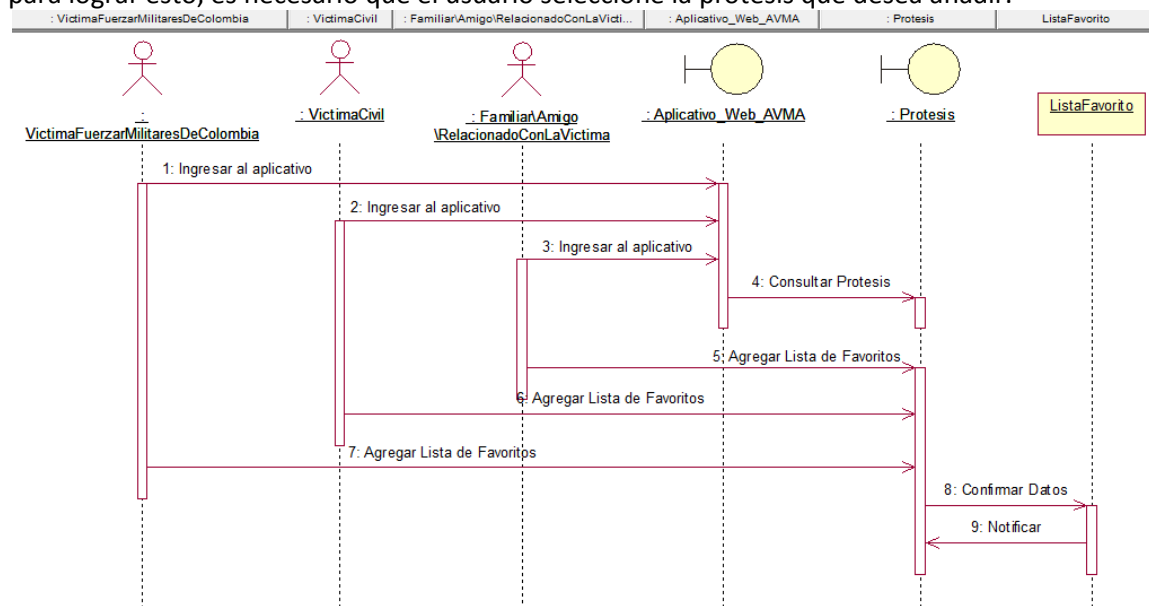 para lograr esto, es necesario que el usuario seleccione la prótesis que desea añadir.
: VictimaFuerzarMilitaresDeColombia
: VictimaCivil
: Familiar\Amigo\RelacionadoConLaVicti...
: Aplicativo_Web_AVMA
: Protesis
ListaFavorito
:
VictimaFuerzarMilitaresDeColombia
: VictimaCivil
: Familiar\Amigo
\RelacionadoConLaVictima
: Aplicativo_Web_AVMA
: Protesis
ListaFavorito
1: Ingresar al aplicativo
2: Ingresar al aplicativo
3: Ingresar al aplicativo
4: Consultar Protesis
5: Agregar Lista de Favoritos
6: Agregar Lista de Favoritos
7: Agregar Lista de Favoritos
8: Confirmar Datos
9: Notificar